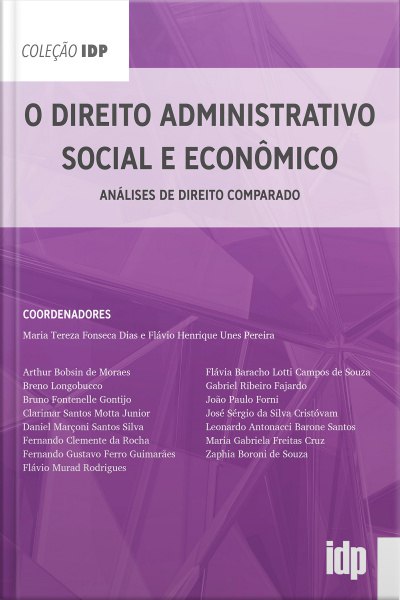 COLEÇÃO IDP
O DIREITO ADMINISTRATIVO
SOCIAL E ECONÔMICO
ANÁLISES DE DIREITO COMPARADO
COORDENADORES
Maria Tereza Fonseca Dias e Flávio Henrique Unes Pereira
Arthur Bobsin de Moraes
Breno Longobucco
Bruno Fontenelle Gontijo
Clarimar Santos Motta Junior
Daniel Marçoni Santos Silva
Fernando Clemente da Rocha
Fernando Gustavo Ferro Guimarães
Flávio Murad Rodrigues
Flávia Baracho Lotti Campos de Souza
Gabriel Ribeiro Fajardo
João Paulo Forni
José Sérgio da Silva Cristóvam
Leonardo Antonacci Barone Santos
Maria Gabriela Freitas Cruz
Zaphia Boroni de Souza
idp